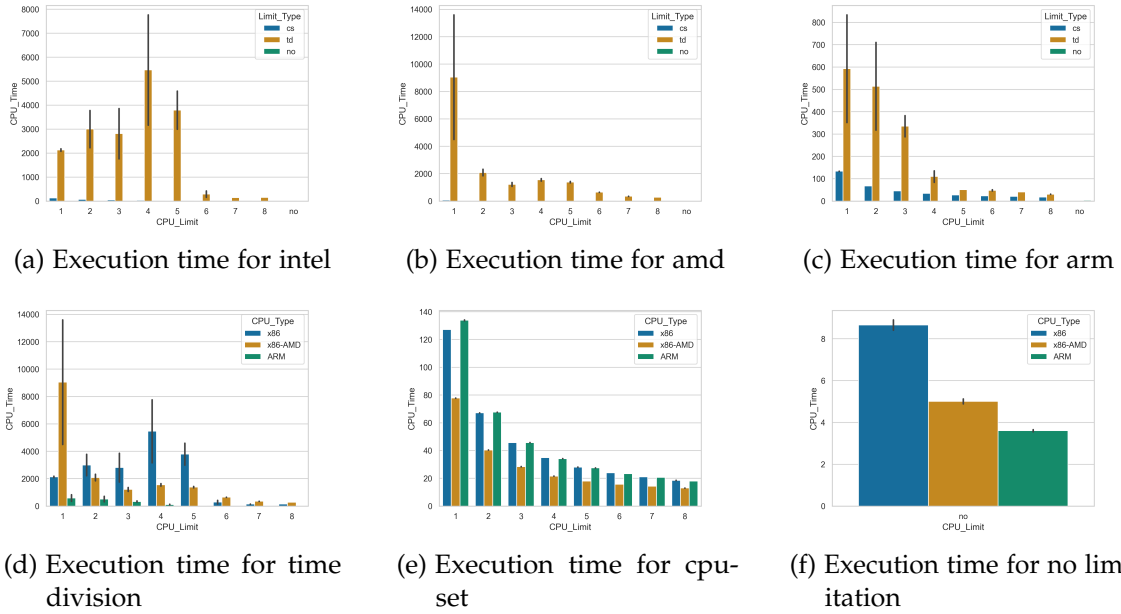 8000
7000
6000
5000
4000
3000
2000
1000
0
CPU_Time
Limit_Type
cs
td
no
1 2 3 4 5 6 7 8 no
CPU_Limit
(a) Execution time for intel
14000
12000
10000
8000
6000
4000
2000
0
CPU_Time
Limit_Type
cs
td
no
1 2 3 4 5 6 7 8 no
CPU_Limit
(b) Execution time for amd
800
700
600
500
400
300
200
100
0
CPU_Time
Limit_Type
cs
td
no
1 2 3 4 5 6 7 8 no
CPU_Limit
(c) Execution time for arm
14000
12000
10000
8000
6000
4000
2000
0
CPU_Time
CPU_Type
x86
x86-AMD
ARM
1 2 3 4 5 6 7 8
CPU_Limit
(d) Execution time for time
division
140
120
100
80
60
40
20
0
CPU_Time
CPU_Type
x86
x86-AMD
ARM
1 2 3 4 5 6 7 8
CPU_Limit
(e) Execution time for cpu-
set
8
6
4
2
0
CPU_Time
CPU_Type
x86
x86-AMD
ARM
no
CPU_Limit
(f) Execution time for no lim
itation